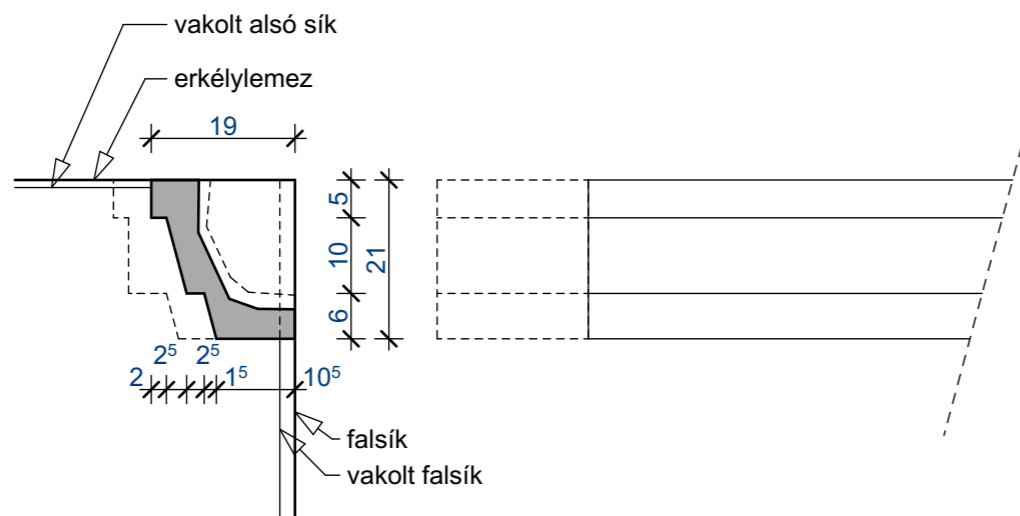 vakolt alsó sík
erkélylemez
19
5
10
21
6
2⁵ 2⁵
2 1⁵ 10⁵
falsík
vakolt falsík